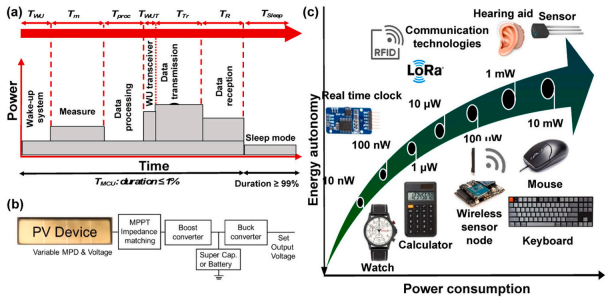 (a)
T_WU T_m T_proc T_WUT T_Tr T_R T_Sleep
Power
Wake-up
system
Measure
Data
processing
WU transceiver
Data
transmission
Data
reception
Sleep mode
Time
T_MCU: duration ≤ 1%
Duration ≥ 99%
(b)
PV Device
Variable MPD & Voltage
MPPT
Impedance
matching
Boost
converter
Buck
converter
Super Cap.
or Battery
Set
Output
Voltage
(c)
Energy autonomy
Power consumption
Hearing aid
Sensor
Communication
technologies
RFID
LoRa
Real time clock
10 nW
100 nW
1 µW
10 µW
100 µW
1 mW
10 mW
Watch
Calculator
Wireless
sensor
node
Mouse
Keyboard